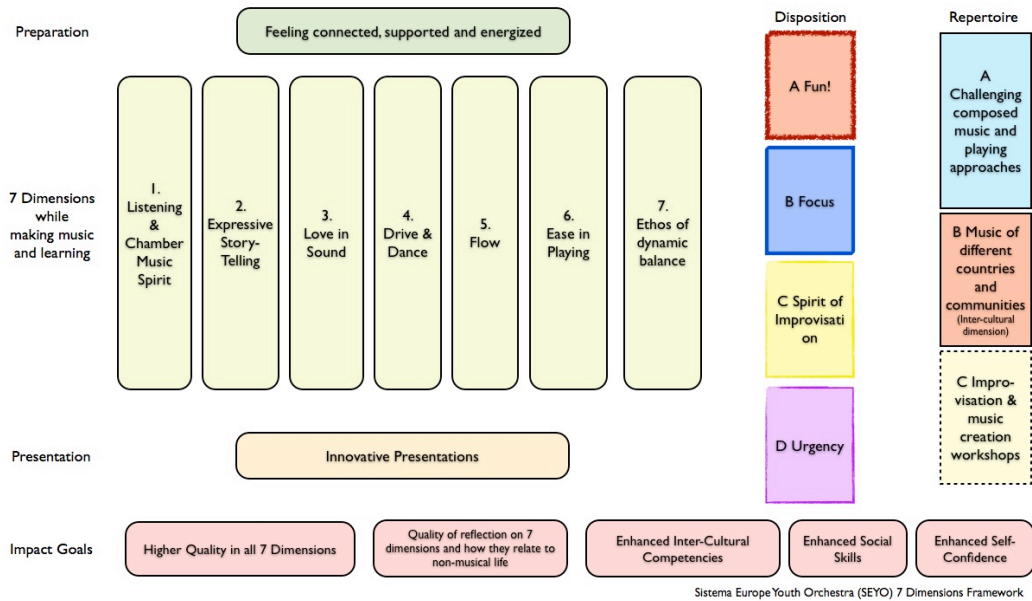 Preparation
Feeling connected, supported and energized
Disposition
Repertoire
7 Dimensions
while
making music
and learning
1.
Listening
&
Chamber
Music
Spirit
2.
Expressive
Story-
Telling
3.
Love in
Sound
4.
Drive &
Dance
5.
Flow
6.
Ease in
Playing
7.
Ethos of
dynamic
balance
A Fun!
B Focus
C Spirit of
Improvisati
on
D Urgency
A
Challenging
composed
music and
playing
approaches
B Music of
different
countries
and
communities
(Inter-cultural
dimension)
C Impro-
visation &
music
creation
workshops
Presentation
Innovative Presentations
Impact Goals
Higher Quality in all 7 Dimensions
Quality of reflection on 7
dimensions and how they relate to
non-musical life
Enhanced Inter-Cultural
Competencies
Enhanced Social
Skills
Enhanced Self-
Confidence
Sistema Europe Youth Orchestra (SEYO) 7 Dimensions Framework